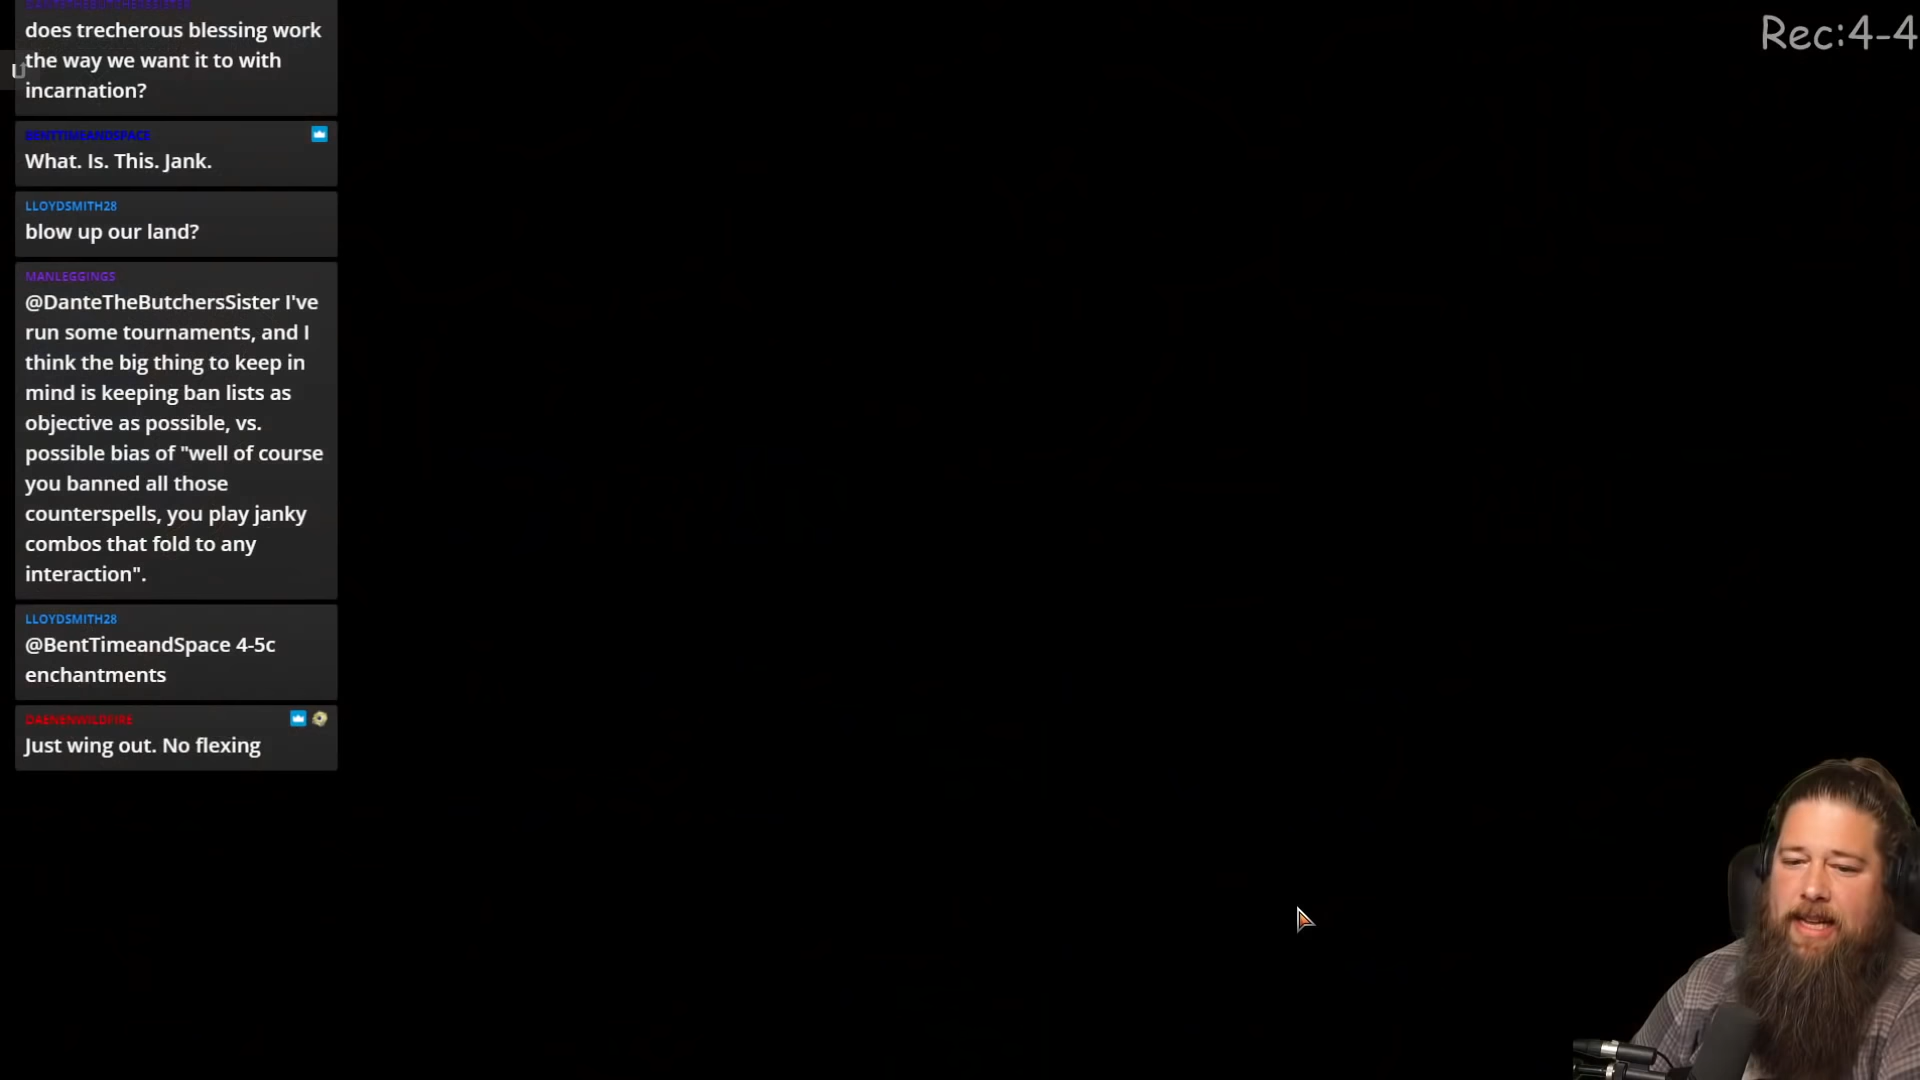 DANTETHEBUTCHERSSISTER
does trecherous blessing work
the way we want it to with
incarnation?
BENTTIMEANDSPACE
What. Is. This. Jank.
LLOYDSMITH28
blow up our land?
MANLEGGINGS
@DanteTheButchersSister I've
run some tournaments, and I
think the big thing to keep in
mind is keeping ban lists as
objective as possible, vs.
possible bias of "well of course
you banned all those
counterspells, you play janky
combos that fold to any
interaction".
LLOYDSMITH28
@BentTimeandSpace 4-5c
enchantments
DAENENWILDFIRE
Just wing out. No flexing
Rec:4-4